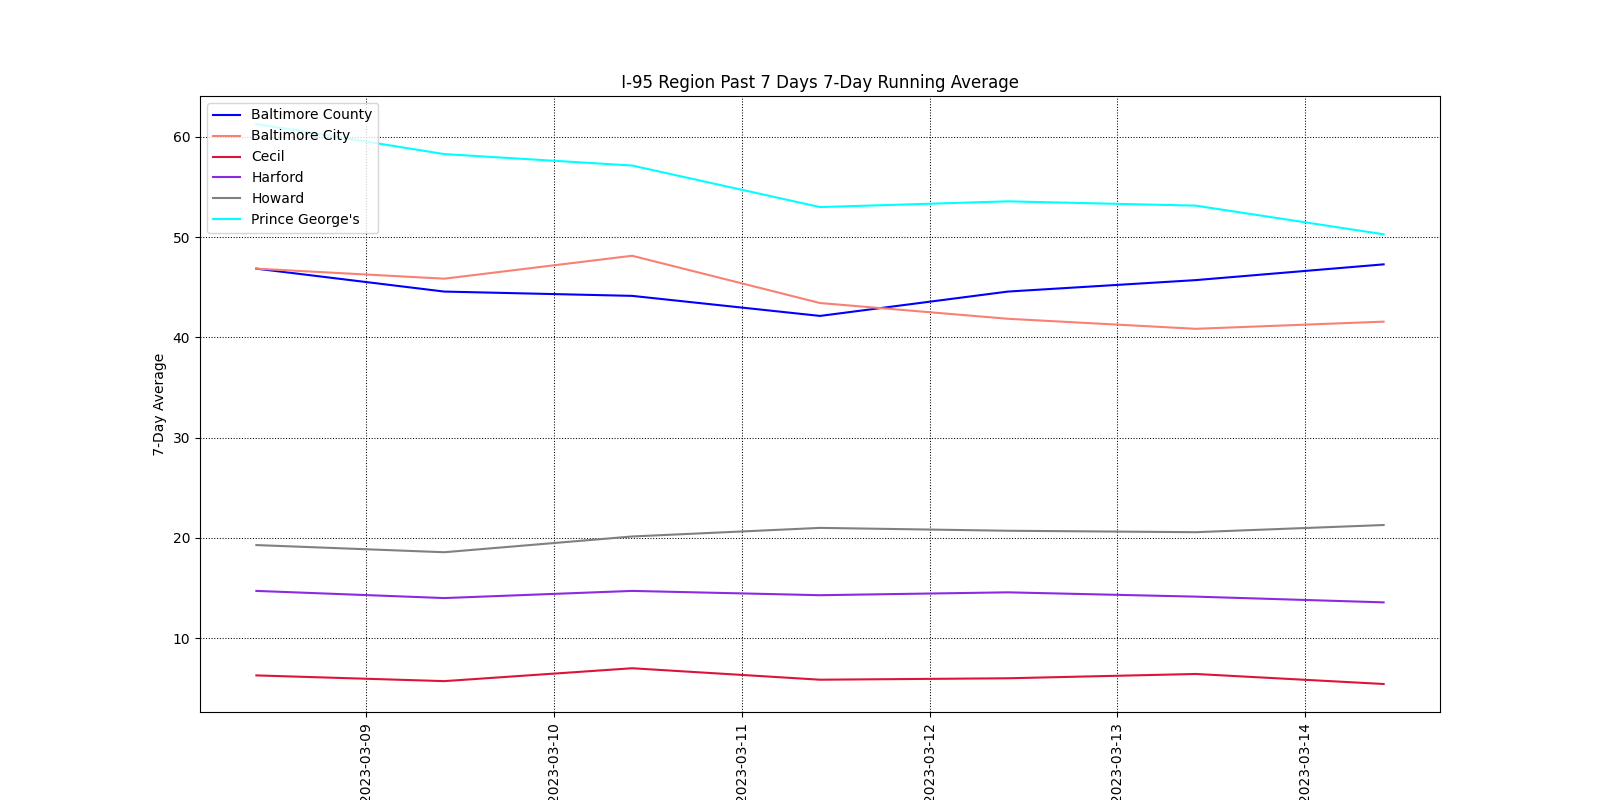 I-95 Region Past 7 Days 7-Day Running Average
Baltimore County
Baltimore City
Cecil
Harford
Howard
Prince George's
60
50
40
30
20
10
7-Day Average
2023-03-09
2023-03-10
2023-03-11
2023-03-12
2023-03-13
2023-03-14